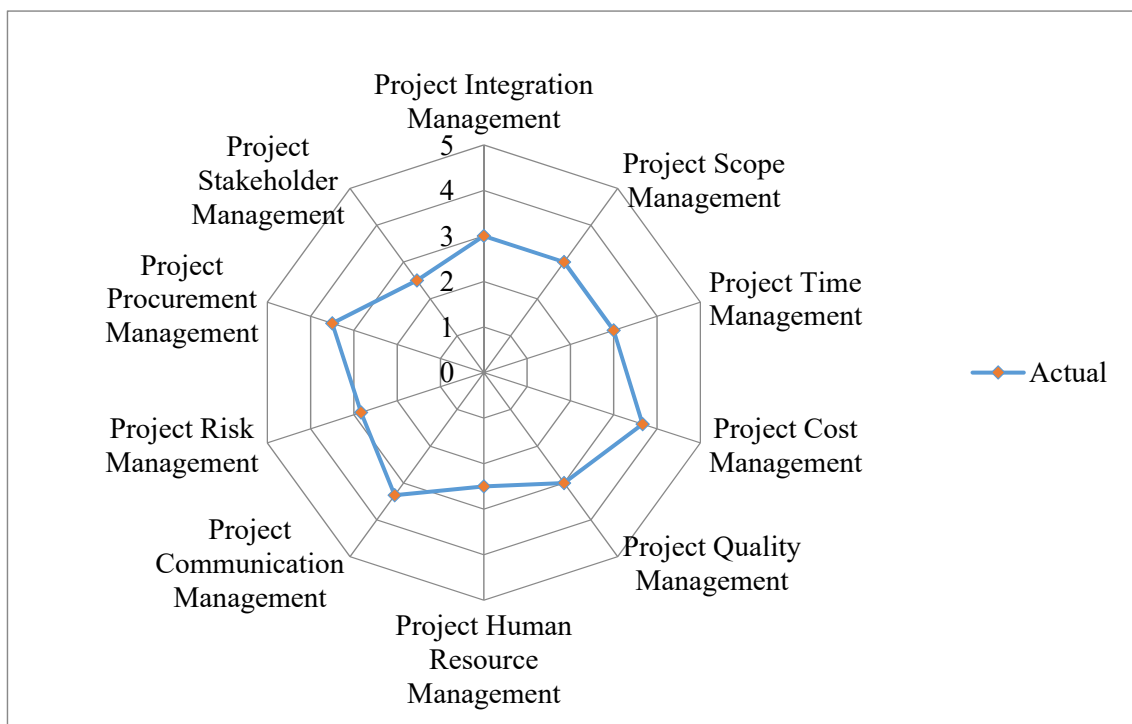 Project Integration
Management
Project Scope
Management
Project Time
Management
Project Cost
Management
Project Quality
Management
Project Human
Resource
Management
Project
Communication
Management
Project Risk
Management
Project
Procurement
Management
Project
Stakeholder
Management
5
4
3
2
1
0
Actual